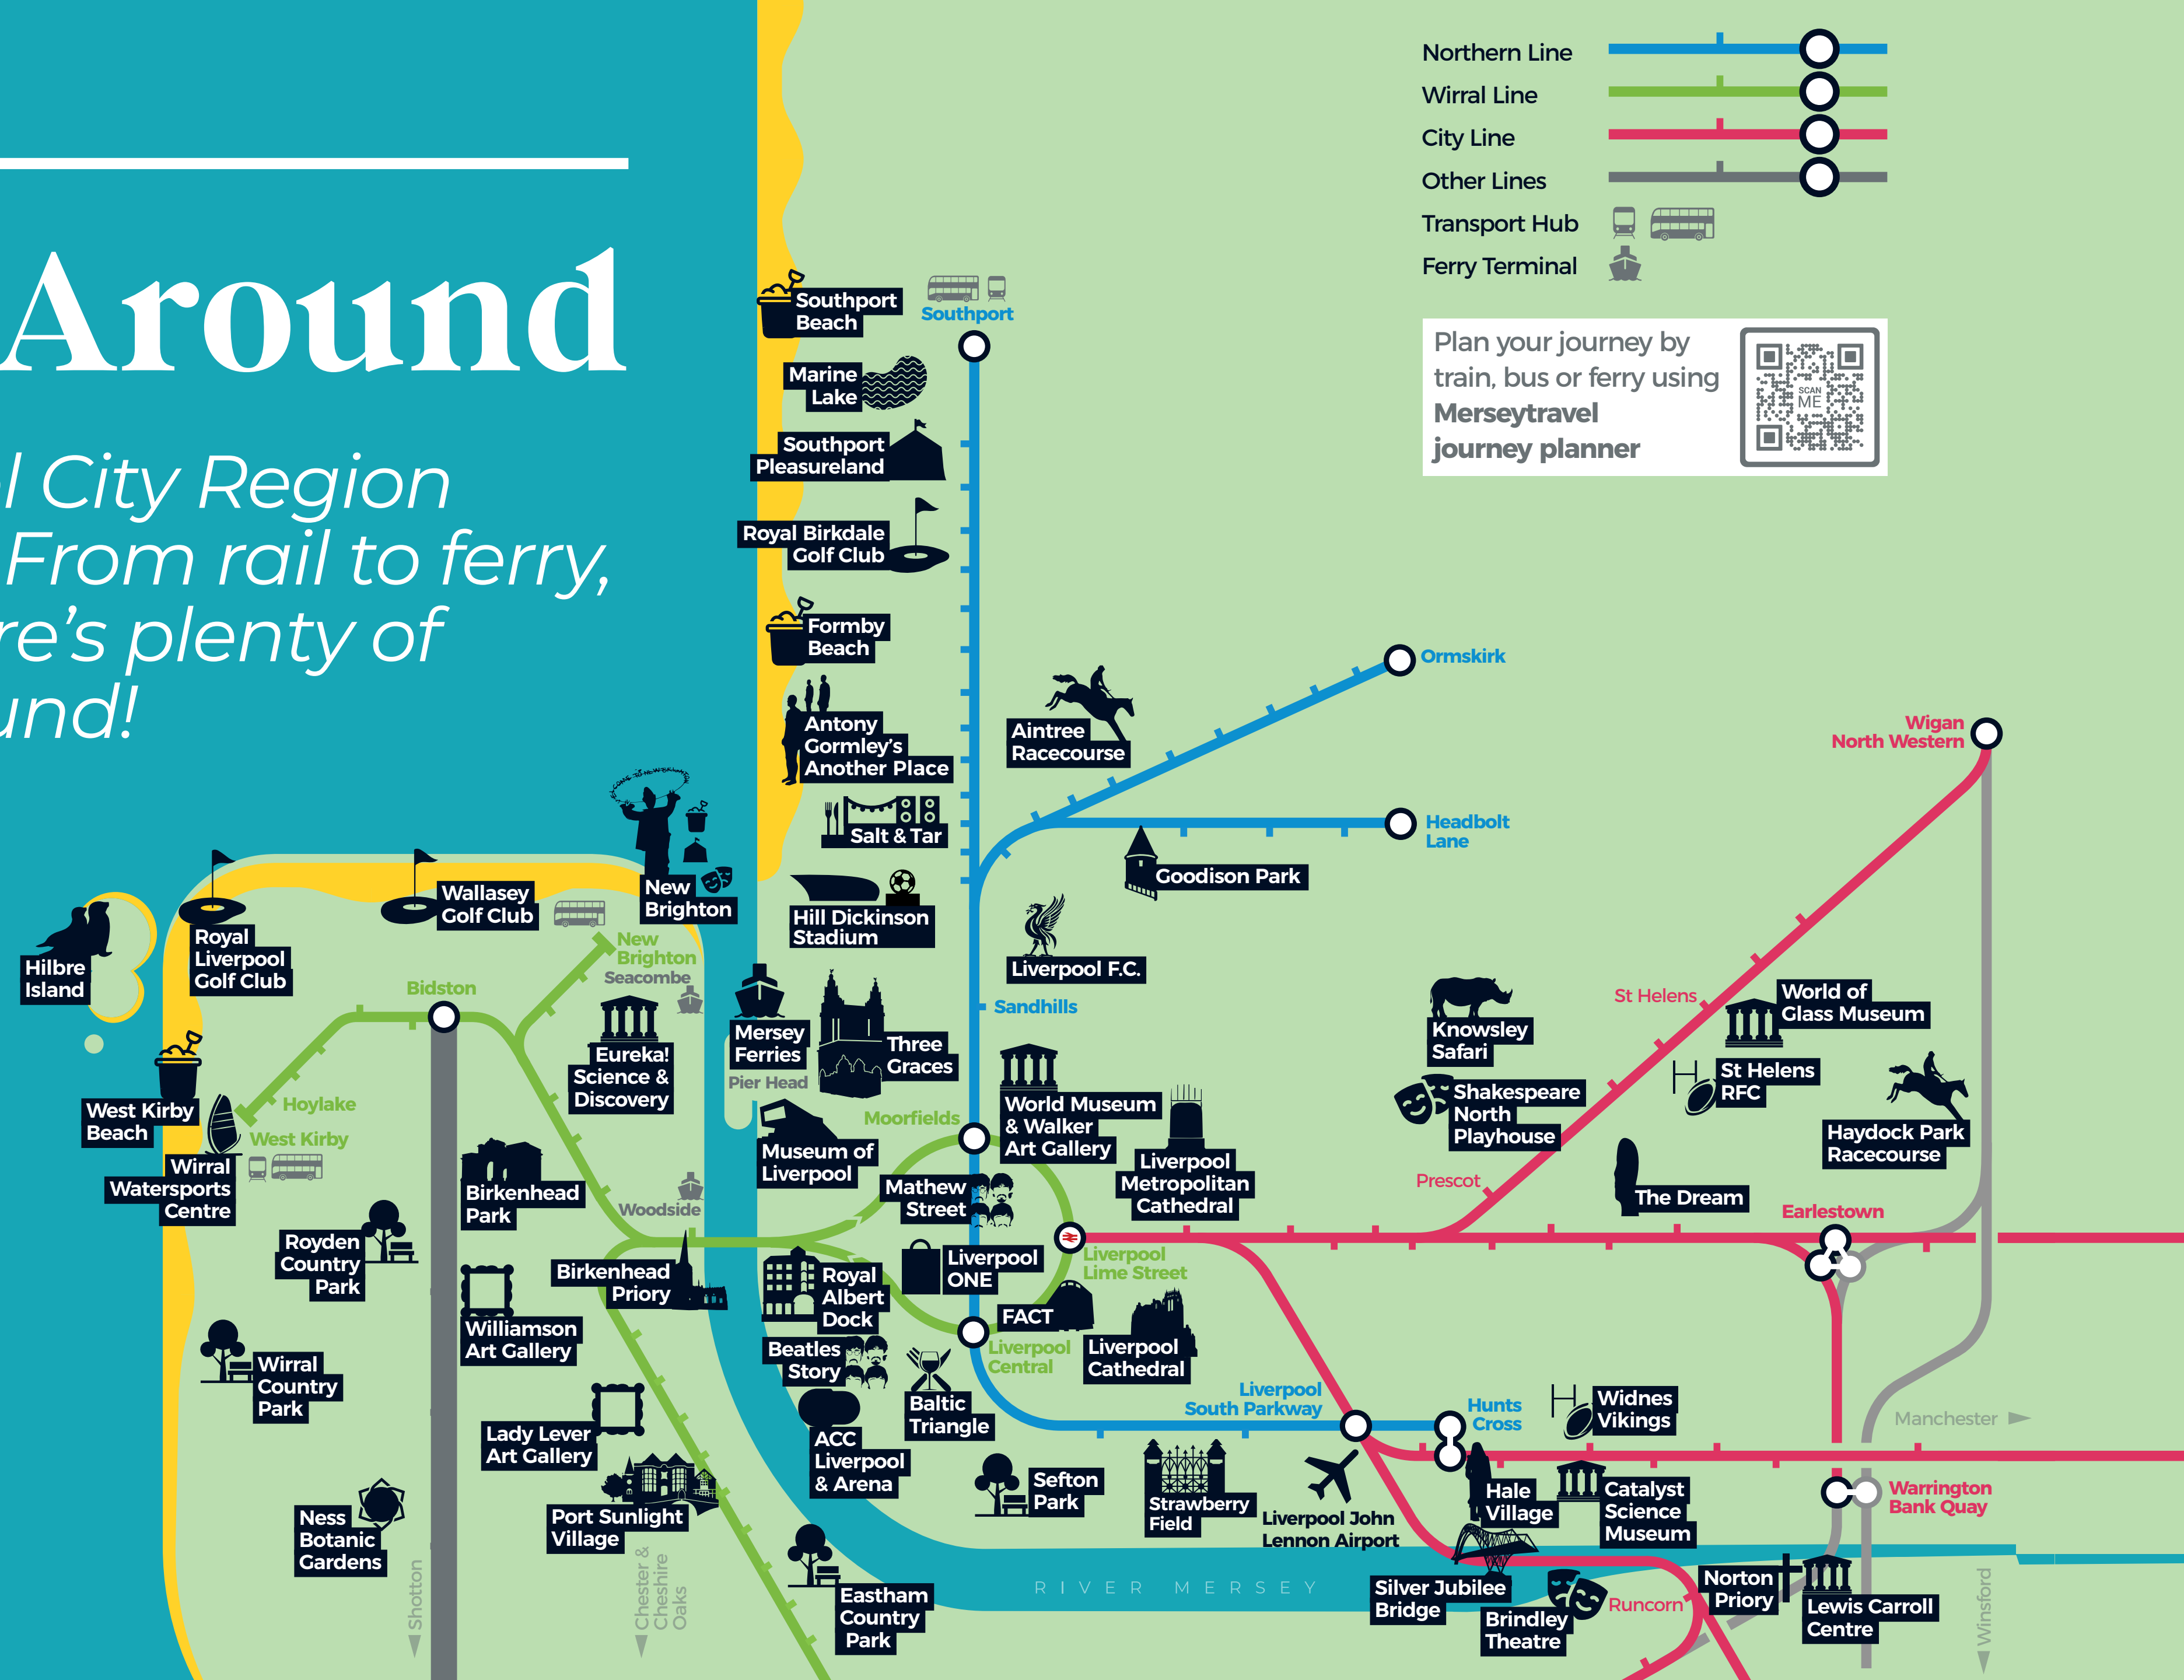 Around
l City Region
From rail to ferry,
re's plenty of
und!
Northern Line
Wirral Line
City Line
Other Lines
Transport Hub
Ferry Terminal
Plan your journey by
train, bus or ferry using
Merseytravel
journey planner
SCAN
ME
Southport
Beach
Southport
Marine
Lake
Southport
Pleasureland
Royal Birkdale
Golf Club
Formby
Beach
Antony
Gormley's
Another Place
Salt & Tar
Hill Dickinson
Stadium
Aintree
Racecourse
Ormskirk
Headbolt
Lane
Goodison Park
Liverpool F.C.
Sandhills
Wigan
North Western
St Helens
World of
Glass Museum
St Helens
RFC
Knowsley
Safari
Shakespeare
North
Playhouse
Prescot
The Dream
Haydock Park
Racecourse
Earlestown
Hilbre
Island
Royal
Liverpool
Golf Club
Wallasey
Golf Club
New
Brighton
New
Brighton
Seacombe
Bidston
Hoylake
West Kirby
West Kirby
Beach
Wirral
Watersports
Centre
Eureka!
Science &
Discovery
Mersey
Ferries
Pier Head
Three
Graces
Museum of
Liverpool
Moorfields
World Museum
& Walker
Art Gallery
Liverpool
Metropolitan
Cathedral
Mathew
Street
Birkenhead
Park
Woodside
Royden
Country
Park
Birkenhead
Priory
Williamson
Art Gallery
Wirral
Country
Park
Royal
Albert
Dock
Liverpool
ONE
Liverpool
Lime Street
FACT
Liverpool
Central
Liverpool
Cathedral
Beatles
Story
Baltic
Triangle
ACC
Liverpool
& Arena
Lady Lever
Art Gallery
Port Sunlight
Village
Ness
Botanic
Gardens
Shotton
Chester &
Cheshire
Oaks
Eastham
Country
Park
Sefton
Park
Strawberry
Field
Liverpool
South Parkway
Hunts
Cross
Liverpool John
Lennon Airport
Widnes
Vikings
Hale
Village
Catalyst
Science
Museum
Manchester
Warrington
Bank Quay
RIVER MERSEY
Silver Jubilee
Bridge
Brindley
Theatre
Runcorn
Norton
Priory
Lewis Carroll
Centre
Winsford